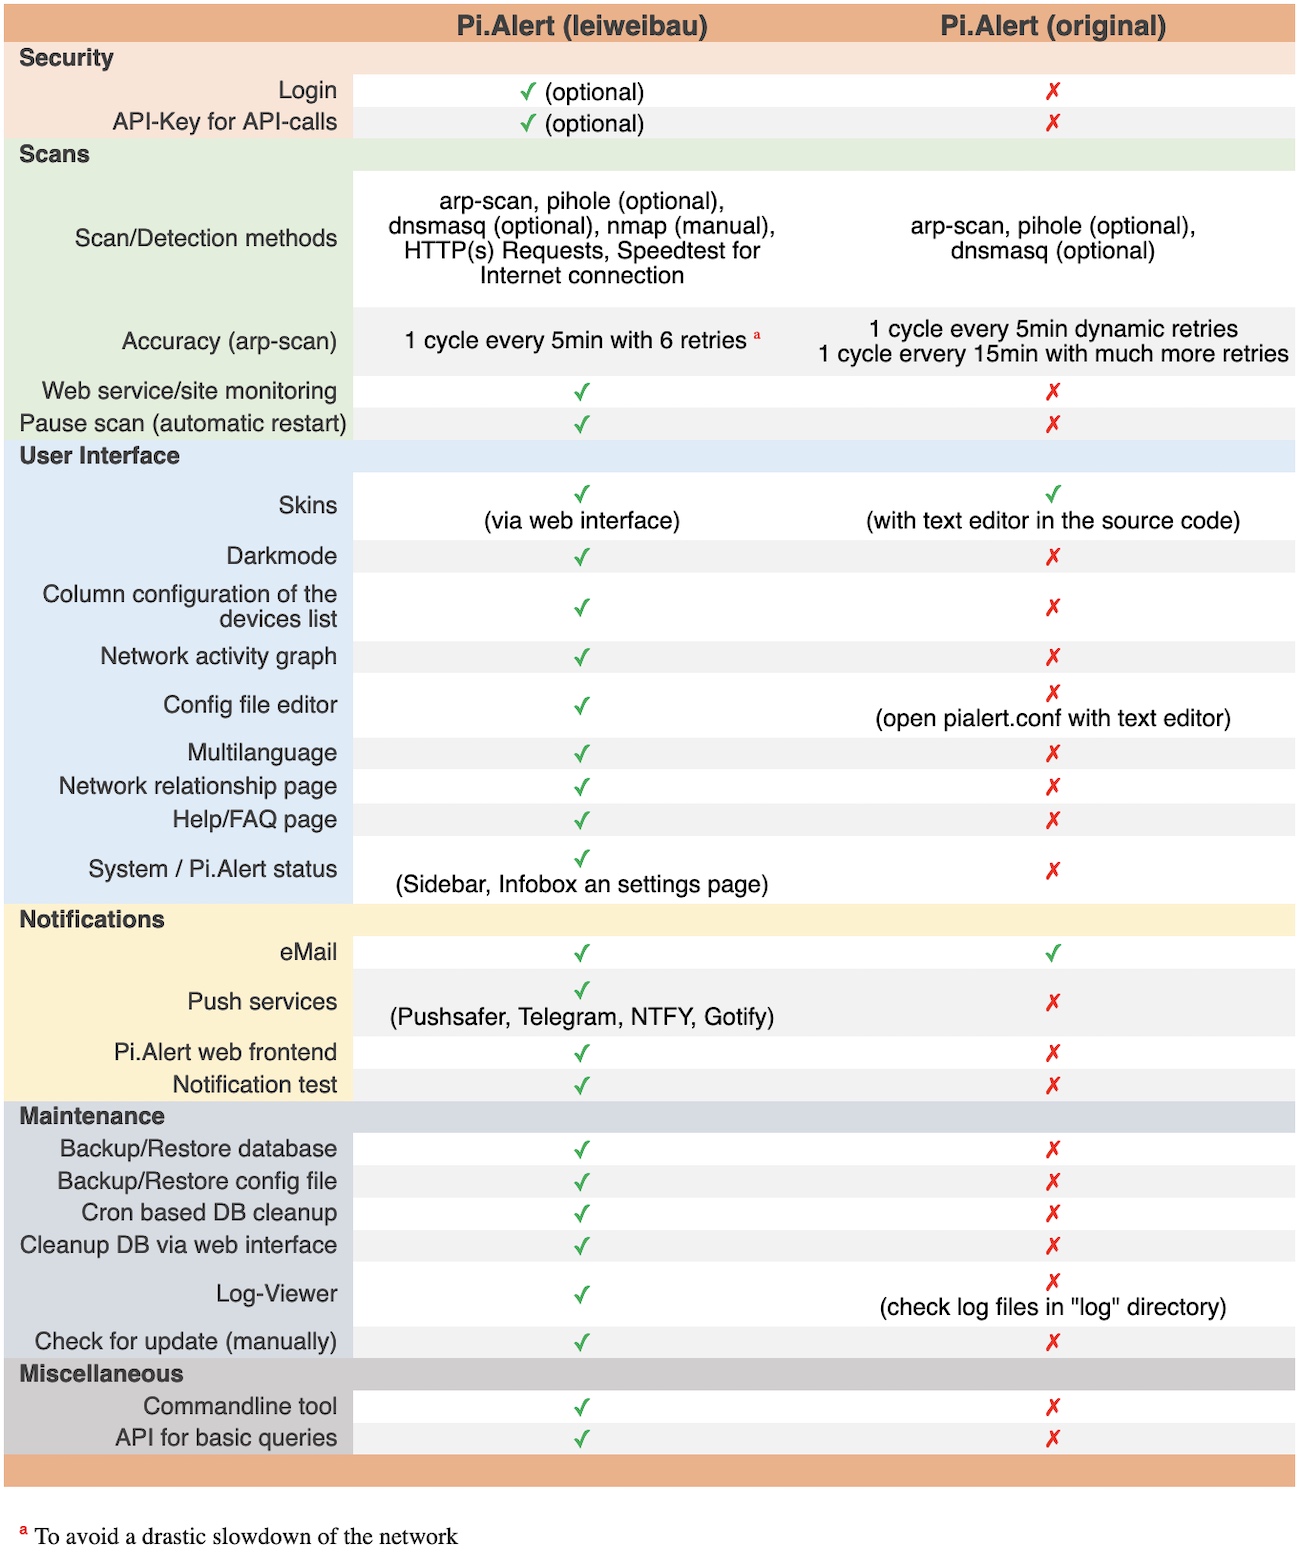 Pi.Alert (leiweibau) Pi.Alert (original)
Security
Login ✓ (optional) ✗
API-Key for API-calls ✓ (optional) ✗
Scans
Scan/Detection methods
arp-scan, pihole (optional),
dnsmasq (optional), nmap (manual),
HTTP(s) Requests, Speedtest for
Internet connection
arp-scan, pihole (optional),
dnsmasq (optional)
Accuracy (arp-scan)
1 cycle every 5min with 6 retries a
1 cycle every 5min dynamic retries
1 cycle ervery 15min with much more retries
Web service/site monitoring ✓ ✗
Pause scan (automatic restart) ✓ ✗
User Interface
Skins
✓
(via web interface)
✓
(with text editor in the source code)
Darkmode ✓ ✗
Column configuration of the
devices list
✓ ✗
Network activity graph ✓ ✗
Config file editor ✓
✗
(open pialert.conf with text editor)
Multilanguage ✓ ✗
Network relationship page ✓ ✗
Help/FAQ page ✓ ✗
System / Pi.Alert status
✓
(Sidebar, Infobox an settings page)
✗
Notifications
eMail ✓ ✓
Push services
✓
(Pushsafer, Telegram, NTFY, Gotify)
✗
Pi.Alert web frontend ✓ ✗
Notification test ✓ ✗
Maintenance
Backup/Restore database ✓ ✗
Backup/Restore config file ✓ ✗
Cron based DB cleanup ✓ ✗
Cleanup DB via web interface ✓ ✗
Log-Viewer ✓
✗
(check log files in "log" directory)
Check for update (manually) ✓ ✗
Miscellaneous
Commandline tool ✓ ✗
API for basic queries ✓ ✗
a To avoid a drastic slowdown of the network